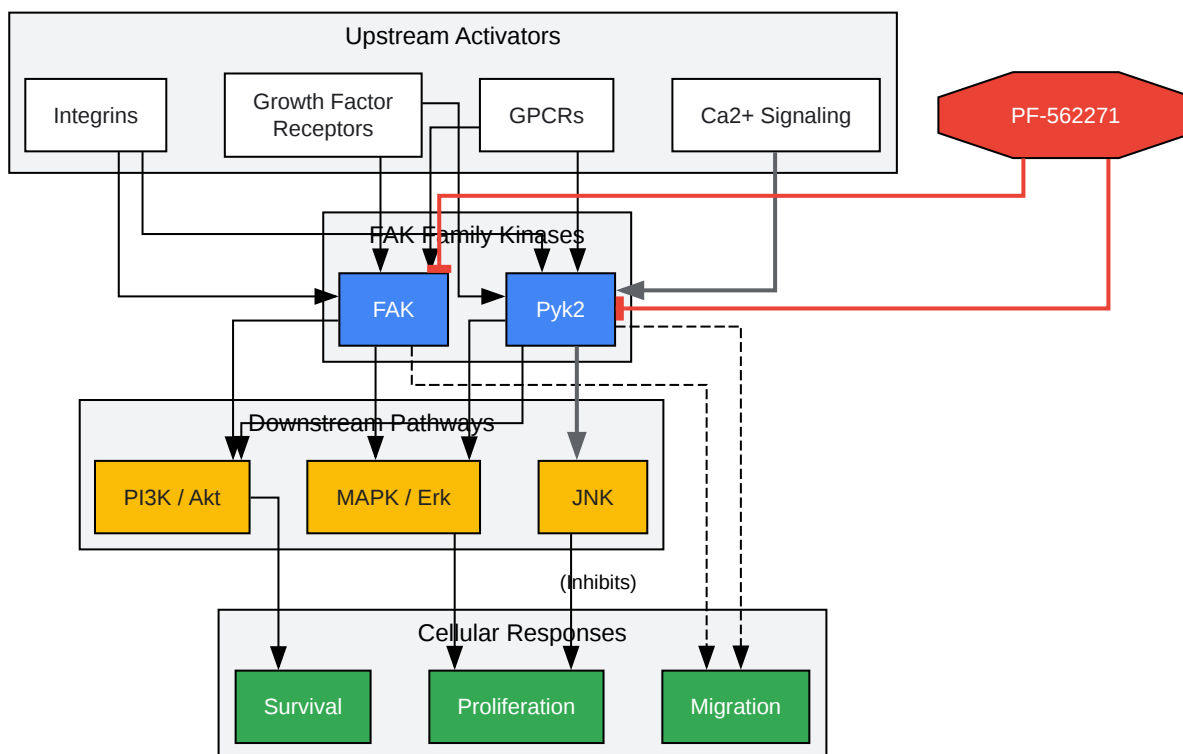 Upstream Activators
Integrins
Growth Factor
Receptors
GPCRs
Ca2+ Signaling
PF-562271
FAK Family Kinases
FAK
Pyk2
Downstream Pathways
PI3K / Akt
MAPK / Erk
JNK
(Inhibits)
Cellular Responses
Survival
Proliferation
Migration